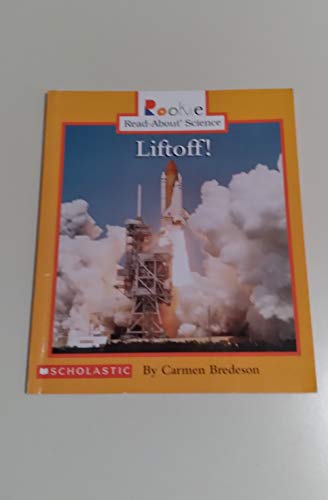 Rookie
Read-About® Science
Liftoff!
SCHOLASTIC
By Carmen Bredeson